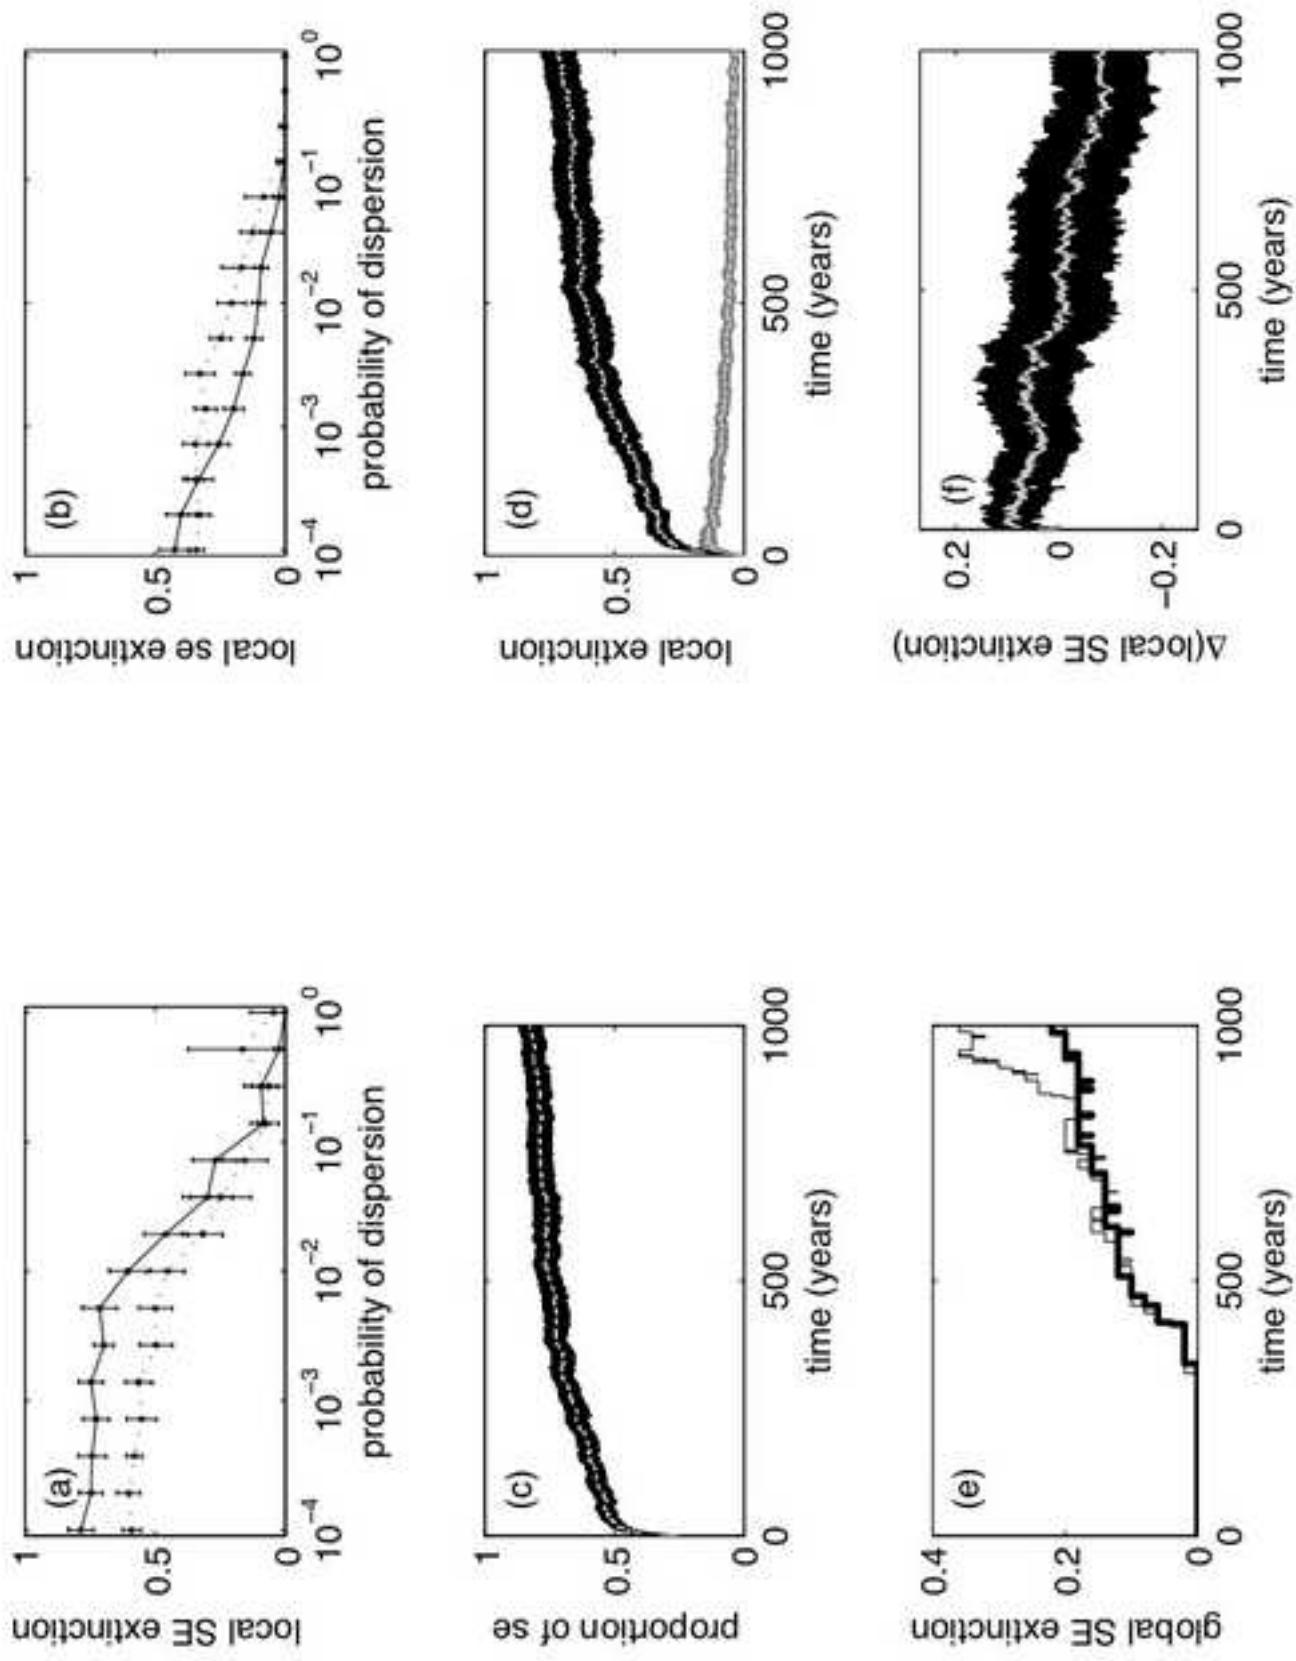 (a)
local SE extinction
1
0.5
0
10^-4
10^-3
10^-2
10^-1
10^0
probability of dispersion
(b)
local se extinction
1
0.5
0
10^-4
10^-3
10^-2
10^-1
10^0
probability of dispersion
(c)
proportion of se
1
0.5
0
0
500
1000
time (years)
(d)
local extinction
1
0.5
0
0
500
1000
time (years)
(e)
global SE extinction
0.4
0.2
0
0
500
1000
time (years)
(f)
Δ(local SE extinction)
0.2
0
−0.2
0
500
1000
time (years)